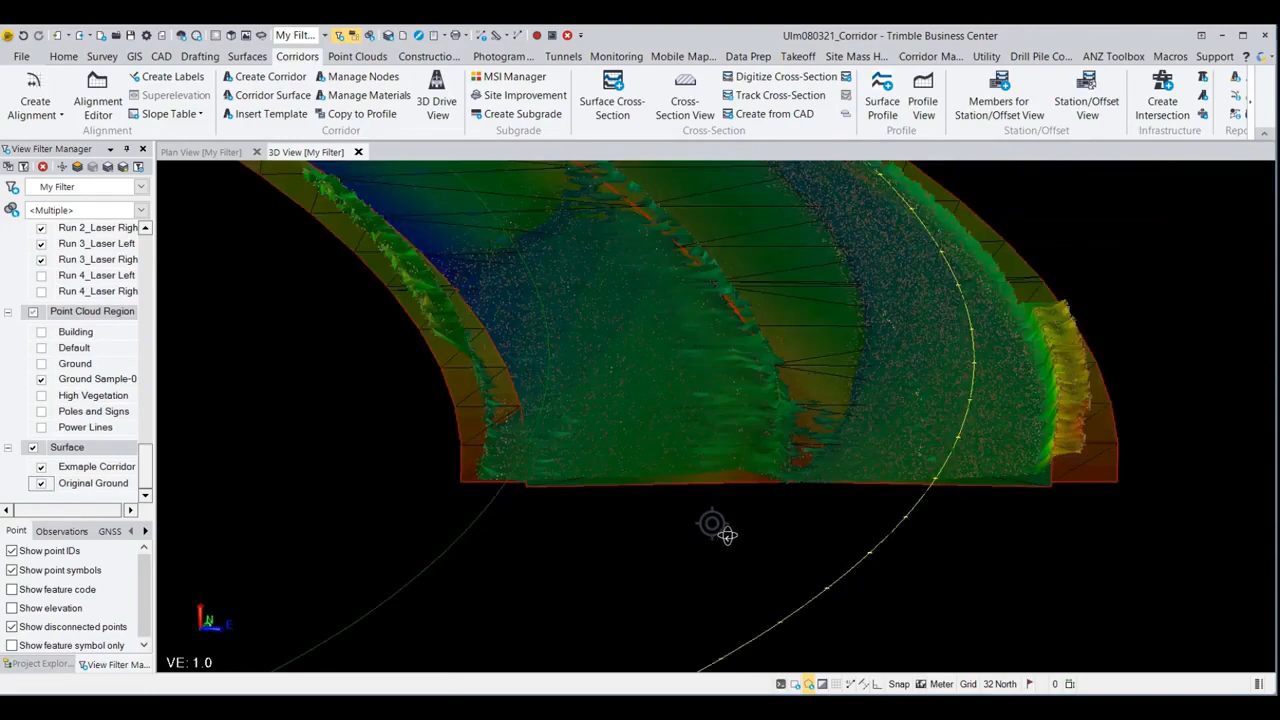 My Filt...
Ulm080321_Corridor - Trimble Business Center
File Home Survey GIS CAD Drafting Surfaces Corridors Point Clouds Constructio... Photogram... Tunnels Monitoring Mobile Map... Data Prep Takeoff Site Mass H... Corridor Ma... Utility Drill Pile Co... ANZ Toolbox Macros Support
Create Alignment
Alignment Editor
Create Labels
Superelevation
Slope Table
Alignment
Create Corridor
Corridor Surface
Insert Template
Manage Nodes
Manage Materials
Copy to Profile
3D Drive View
Corridor
MSI Manager
Site Improvement
Create Subgrade
Subgrade
Surface Cross-Section
Cross-Section View
Digitize Cross-Section
Track Cross-Section
Create from CAD
Cross-Section
Surface Profile
Profile View
Profile
Members for Station/Offset View
Station/Offset View
Station/Offset
Create Intersection
Infrastructure
Repo
View Filter Manager
Plan View [My Filter]
3D View [My Filter]
My Filter
<Multiple>
Run 2_Laser Righ
Run 3_Laser Left
Run 3_Laser Righ
Run 4_Laser Left
Run 4_Laser Righ
Point Cloud Region
Building
Default
Ground
Ground Sample-0
High Vegetation
Poles and Signs
Power Lines
Surface
Exmaple Corridor
Original Ground
Point Observations GNSS
Show point IDs
Show point symbols
Show feature code
Show elevation
Show disconnected points
Show feature symbol only
Project Explor... View Filter Ma...
N
E
VE: 1.0
Snap Meter Grid 32 North 0